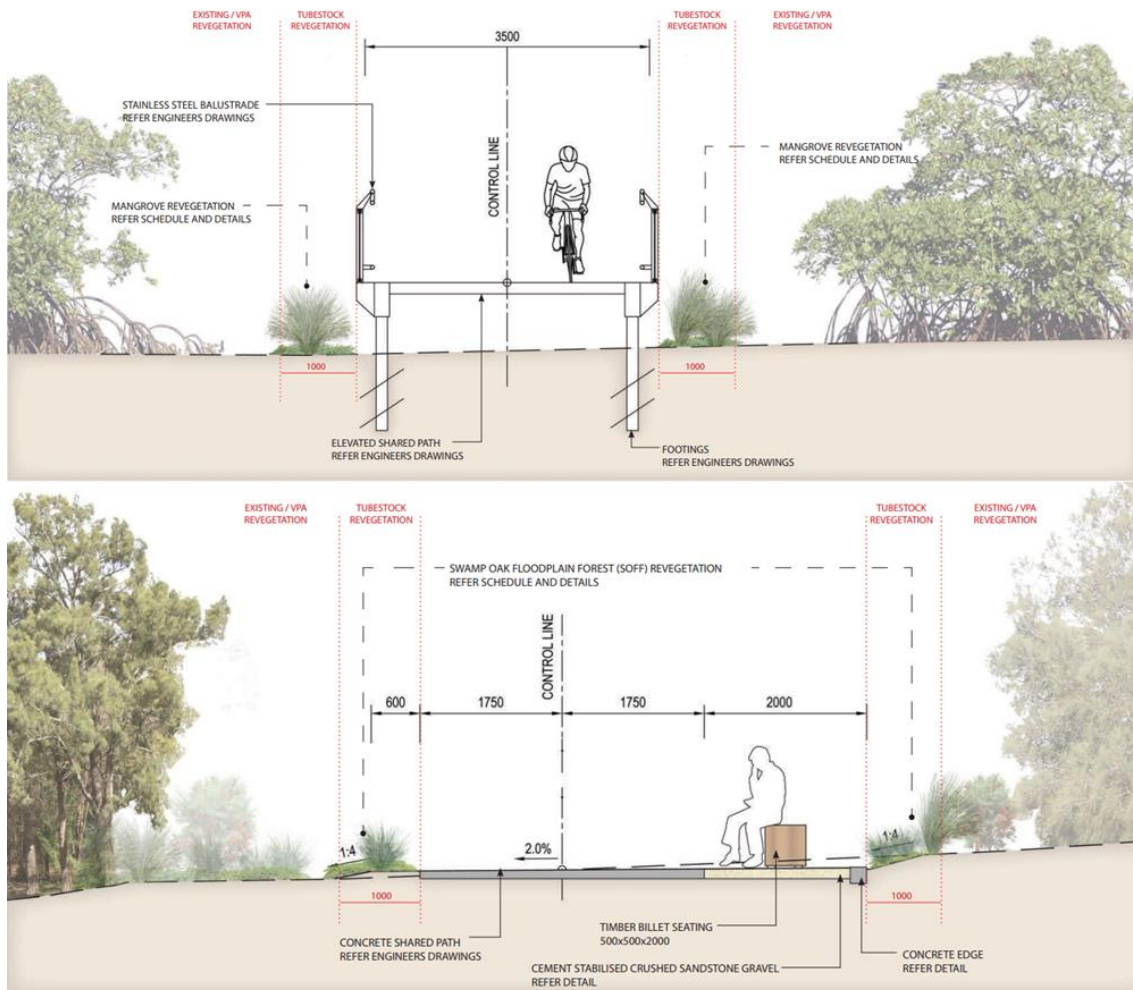 EXISTING / VPA
REVEGETATION
TUBESTOCK
REVEGETATION
TUBESTOCK
REVEGETATION
EXISTING / VPA
REVEGETATION
3500
STAINLESS STEEL BALUSTRADE
REFER ENGINEERS DRAWINGS
CONTROL LINE
MANGROVE REVEGETATION
REFER SCHEDULE AND DETAILS
MANGROVE REVEGETATION
REFER SCHEDULE AND DETAILS
1000
1000
ELEVATED SHARED PATH
REFER ENGINEERS DRAWINGS
FOOTINGS
REFER ENGINEERS DRAWINGS
EXISTING / VPA
REVEGETATION
TUBESTOCK
REVEGETATION
TUBESTOCK
REVEGETATION
EXISTING / VPA
REVEGETATION
SWAMP OAK FLOODPLAIN FOREST (SOFF) REVEGETATION
REFER SCHEDULE AND DETAILS
CONTROL LINE
600
1750
1750
2000
1:4
2.0%
1:4
1000
1000
CONCRETE SHARED PATH
REFER ENGINEERS DRAWINGS
TIMBER BILLET SEATING
500x500x2000
CEMENT STABILISED CRUSHED SANDSTONE GRAVEL
REFER DETAIL
CONCRETE EDGE
REFER DETAIL